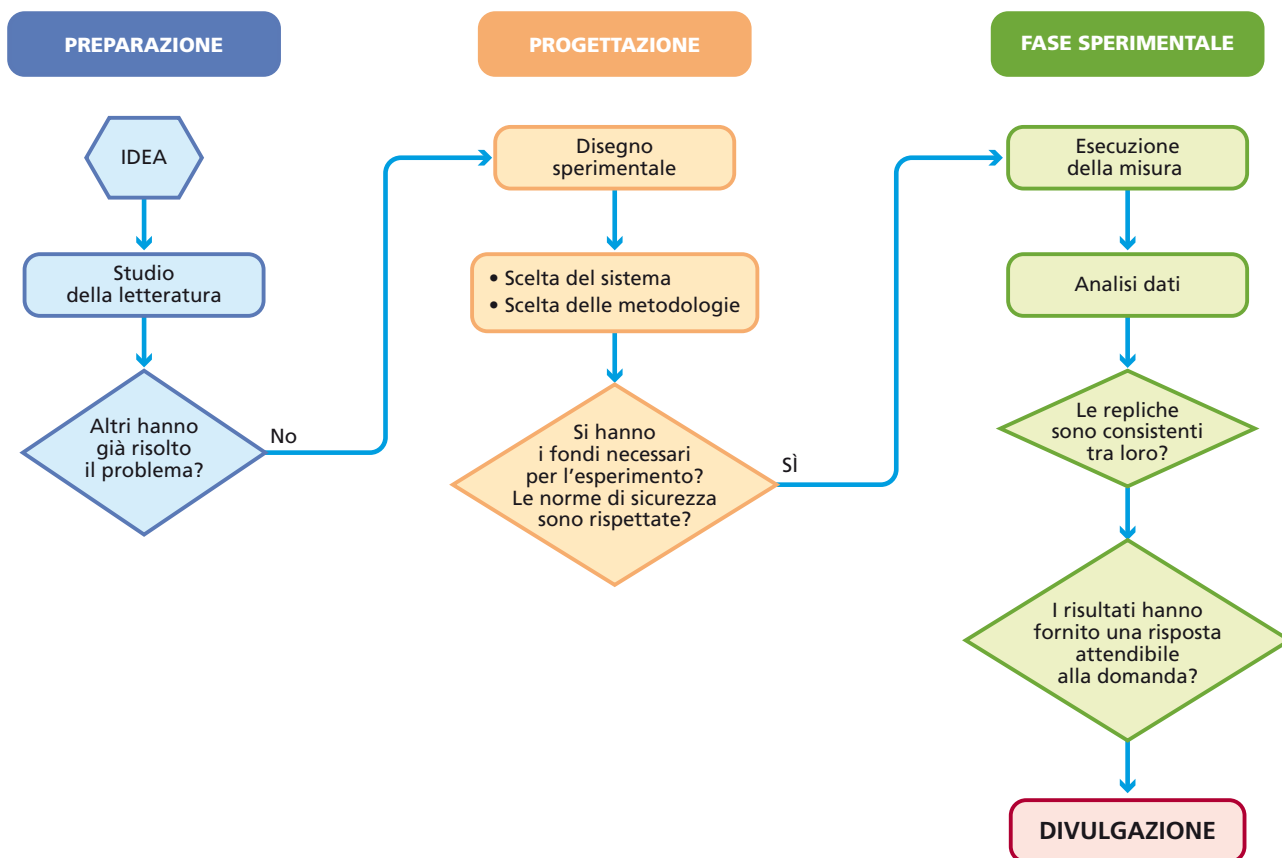 PREPARAZIONE
IDEA
Studio
della letteratura
Altri hanno
già risolto
il problema?
No
PROGETTAZIONE
Disegno
sperimentale
• Scelta del sistema
• Scelta delle metodologie
Si hanno
i fondi necessari
per l'esperimento?
Le norme di sicurezza
sono rispettate?
SÌ
FASE SPERIMENTALE
Esecuzione
della misura
Analisi dati
Le repliche
sono consistenti
tra loro?
I risultati hanno
fornito una risposta
attendibile
alla domanda?
DIVULGAZIONE